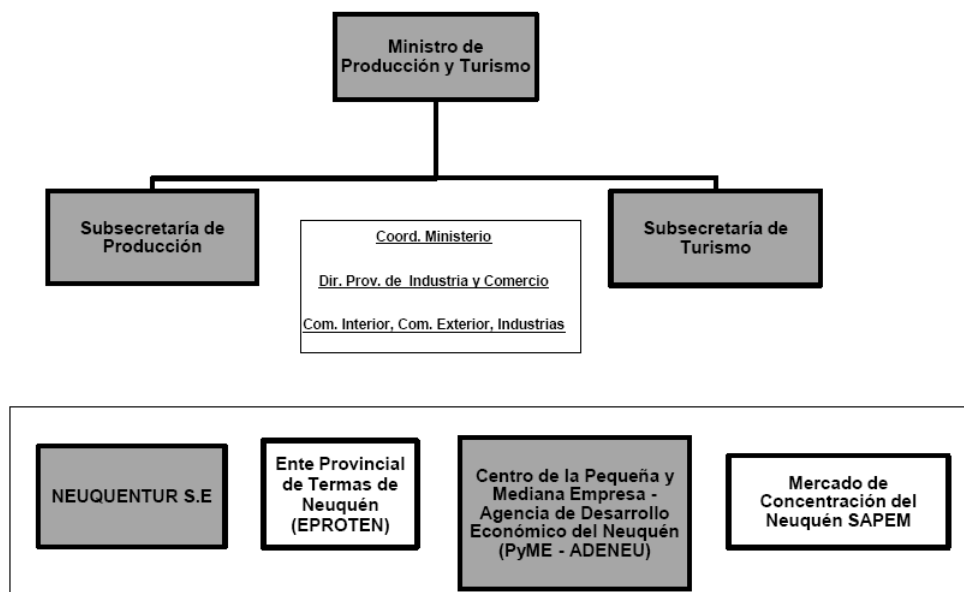 Ministro de
Producción y Turismo
Subsecretaría de
Producción
Coord. Ministerio
Dir. Prov. de Industria y Comercio
Com. Interior, Com. Exterior, Industrias
Subsecretaría de
Turismo
NEUQUENTUR S.E
Ente Provincial
de Termas de
Neuquén
(EPROTEN)
Centro de la Pequeña y
Mediana Empresa -
Agencia de Desarrollo
Económico del Neuquén
(PyME - ADENEU)
Mercado de
Concentración del
Neuquén SAPEM